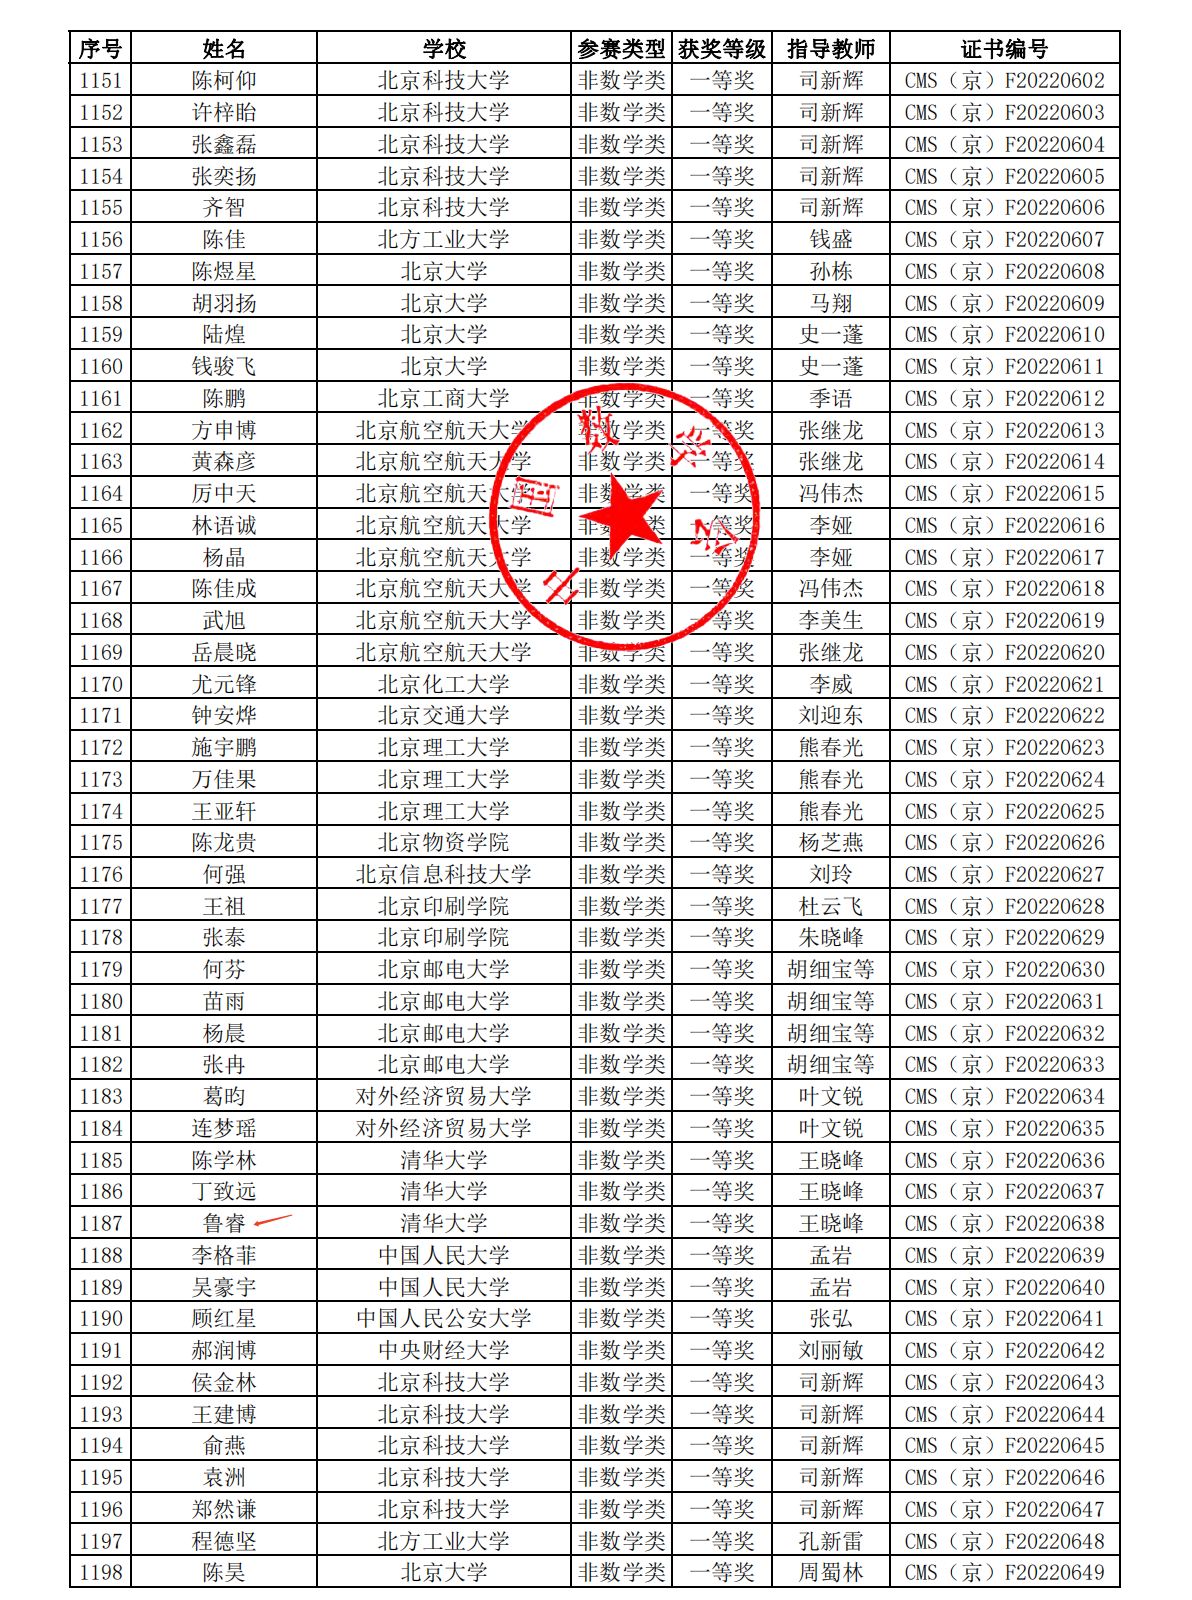 序号 姓名 学校 参赛类型 获奖等级 指导教师 证书编号
1151 陈柯仰 北京科技大学 非数学类 一等奖 司新辉 CMS（京）F20220602
1152 许梓眙 北京科技大学 非数学类 一等奖 司新辉 CMS（京）F20220603
1153 张鑫磊 北京科技大学 非数学类 一等奖 司新辉 CMS（京）F20220604
1154 张奕扬 北京科技大学 非数学类 一等奖 司新辉 CMS（京）F20220605
1155 齐智 北京科技大学 非数学类 一等奖 司新辉 CMS（京）F20220606
1156 陈佳 北方工业大学 非数学类 一等奖 钱盛 CMS（京）F20220607
1157 陈煜星 北京大学 非数学类 一等奖 孙栋 CMS（京）F20220608
1158 胡羽扬 北京大学 非数学类 一等奖 马翔 CMS（京）F20220609
1159 陆煌 北京大学 非数学类 一等奖 史一蓬 CMS（京）F20220610
1160 钱骏飞 北京大学 非数学类 一等奖 史一蓬 CMS（京）F20220611
1161 陈鹏 北京工商大学 非数学类 一等奖 季语 CMS（京）F20220612
1162 方申博 北京航空航天大学 非数学类 一等奖 张继龙 CMS（京）F20220613
1163 黄森彦 北京航空航天大学 非数学类 一等奖 张继龙 CMS（京）F20220614
1164 厉中天 北京航空航天大学 非数学类 一等奖 冯伟杰 CMS（京）F20220615
1165 林语诚 北京航空航天大学 非数学类 一等奖 李娅 CMS（京）F20220616
1166 杨晶 北京航空航天大学 非数学类 一等奖 李娅 CMS（京）F20220617
1167 陈佳成 北京航空航天大学 非数学类 一等奖 冯伟杰 CMS（京）F20220618
1168 武旭 北京航空航天大学 非数学类 一等奖 李美生 CMS（京）F20220619
1169 岳晨晓 北京航空航天大学 非数学类 一等奖 张继龙 CMS（京）F20220620
1170 尤元锋 北京化工大学 非数学类 一等奖 李威 CMS（京）F20220621
1171 钟安烨 北京交通大学 非数学类 一等奖 刘迎东 CMS（京）F20220622
1172 施宇鹏 北京理工大学 非数学类 一等奖 熊春光 CMS（京）F20220623
1173 万佳果 北京理工大学 非数学类 一等奖 熊春光 CMS（京）F20220624
1174 王亚轩 北京理工大学 非数学类 一等奖 熊春光 CMS（京）F20220625
1175 陈龙贵 北京物资学院 非数学类 一等奖 杨芝燕 CMS（京）F20220626
1176 何强 北京信息科技大学 非数学类 一等奖 刘玲 CMS（京）F20220627
1177 王祖 北京印刷学院 非数学类 一等奖 杜云飞 CMS（京）F20220628
1178 张泰 北京印刷学院 非数学类 一等奖 朱晓峰 CMS（京）F20220629
1179 何芬 北京邮电大学 非数学类 一等奖 胡细宝等 CMS（京）F20220630
1180 苗雨 北京邮电大学 非数学类 一等奖 胡细宝等 CMS（京）F20220631
1181 杨晨 北京邮电大学 非数学类 一等奖 胡细宝等 CMS（京）F20220632
1182 张冉 北京邮电大学 非数学类 一等奖 胡细宝等 CMS（京）F20220633
1183 葛昀 对外经济贸易大学 非数学类 一等奖 叶文锐 CMS（京）F20220634
1184 连梦瑶 对外经济贸易大学 非数学类 一等奖 叶文锐 CMS（京）F20220635
1185 陈学林 清华大学 非数学类 一等奖 王晓峰 CMS（京）F20220636
1186 丁致远 清华大学 非数学类 一等奖 王晓峰 CMS（京）F20220637
1187 鲁睿 清华大学 非数学类 一等奖 王晓峰 CMS（京）F20220638
1188 李格菲 中国人民大学 非数学类 一等奖 孟岩 CMS（京）F20220639
1189 吴豪宇 中国人民大学 非数学类 一等奖 孟岩 CMS（京）F20220640
1190 顾红星 中国人民公安大学 非数学类 一等奖 张弘 CMS（京）F20220641
1191 郝润博 中央财经大学 非数学类 一等奖 刘丽敏 CMS（京）F20220642
1192 侯金林 北京科技大学 非数学类 一等奖 司新辉 CMS（京）F20220643
1193 王建博 北京科技大学 非数学类 一等奖 司新辉 CMS（京）F20220644
1194 俞燕 北京科技大学 非数学类 一等奖 司新辉 CMS（京）F20220645
1195 袁洲 北京科技大学 非数学类 一等奖 司新辉 CMS（京）F20220646
1196 郑然谦 北京科技大学 非数学类 一等奖 司新辉 CMS（京）F20220647
1197 程德坚 北方工业大学 非数学类 一等奖 孔新雷 CMS（京）F20220648
1198 陈昊 北京大学 非数学类 一等奖 周蜀林 CMS（京）F20220649
中国数学会